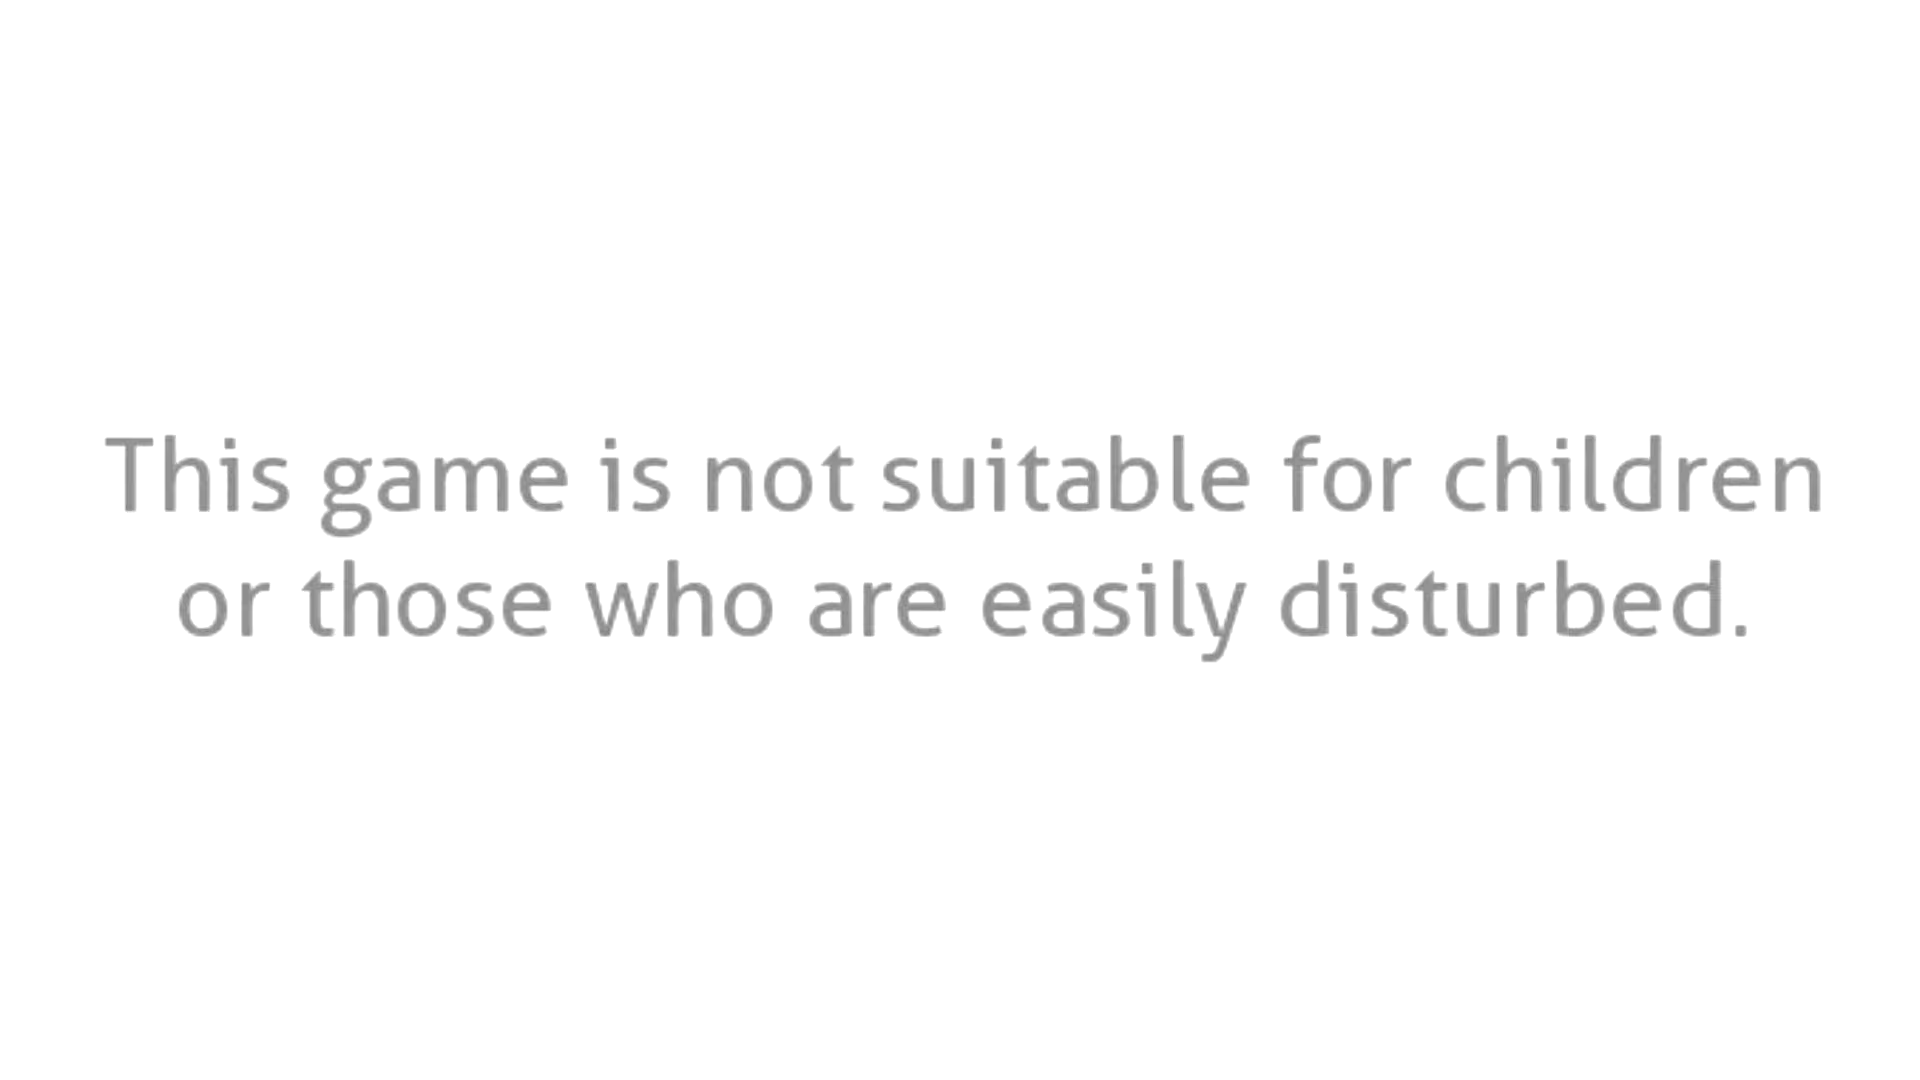 This game is not suitable for children
or those who are easily disturbed.